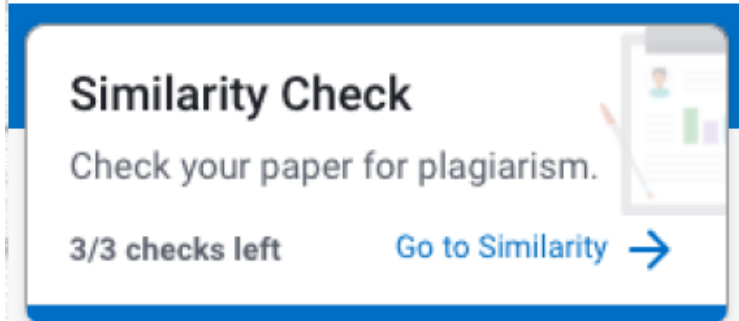 Similarity Check
Check your paper for plagiarism.
3/3 checks left
Go to Similarity →